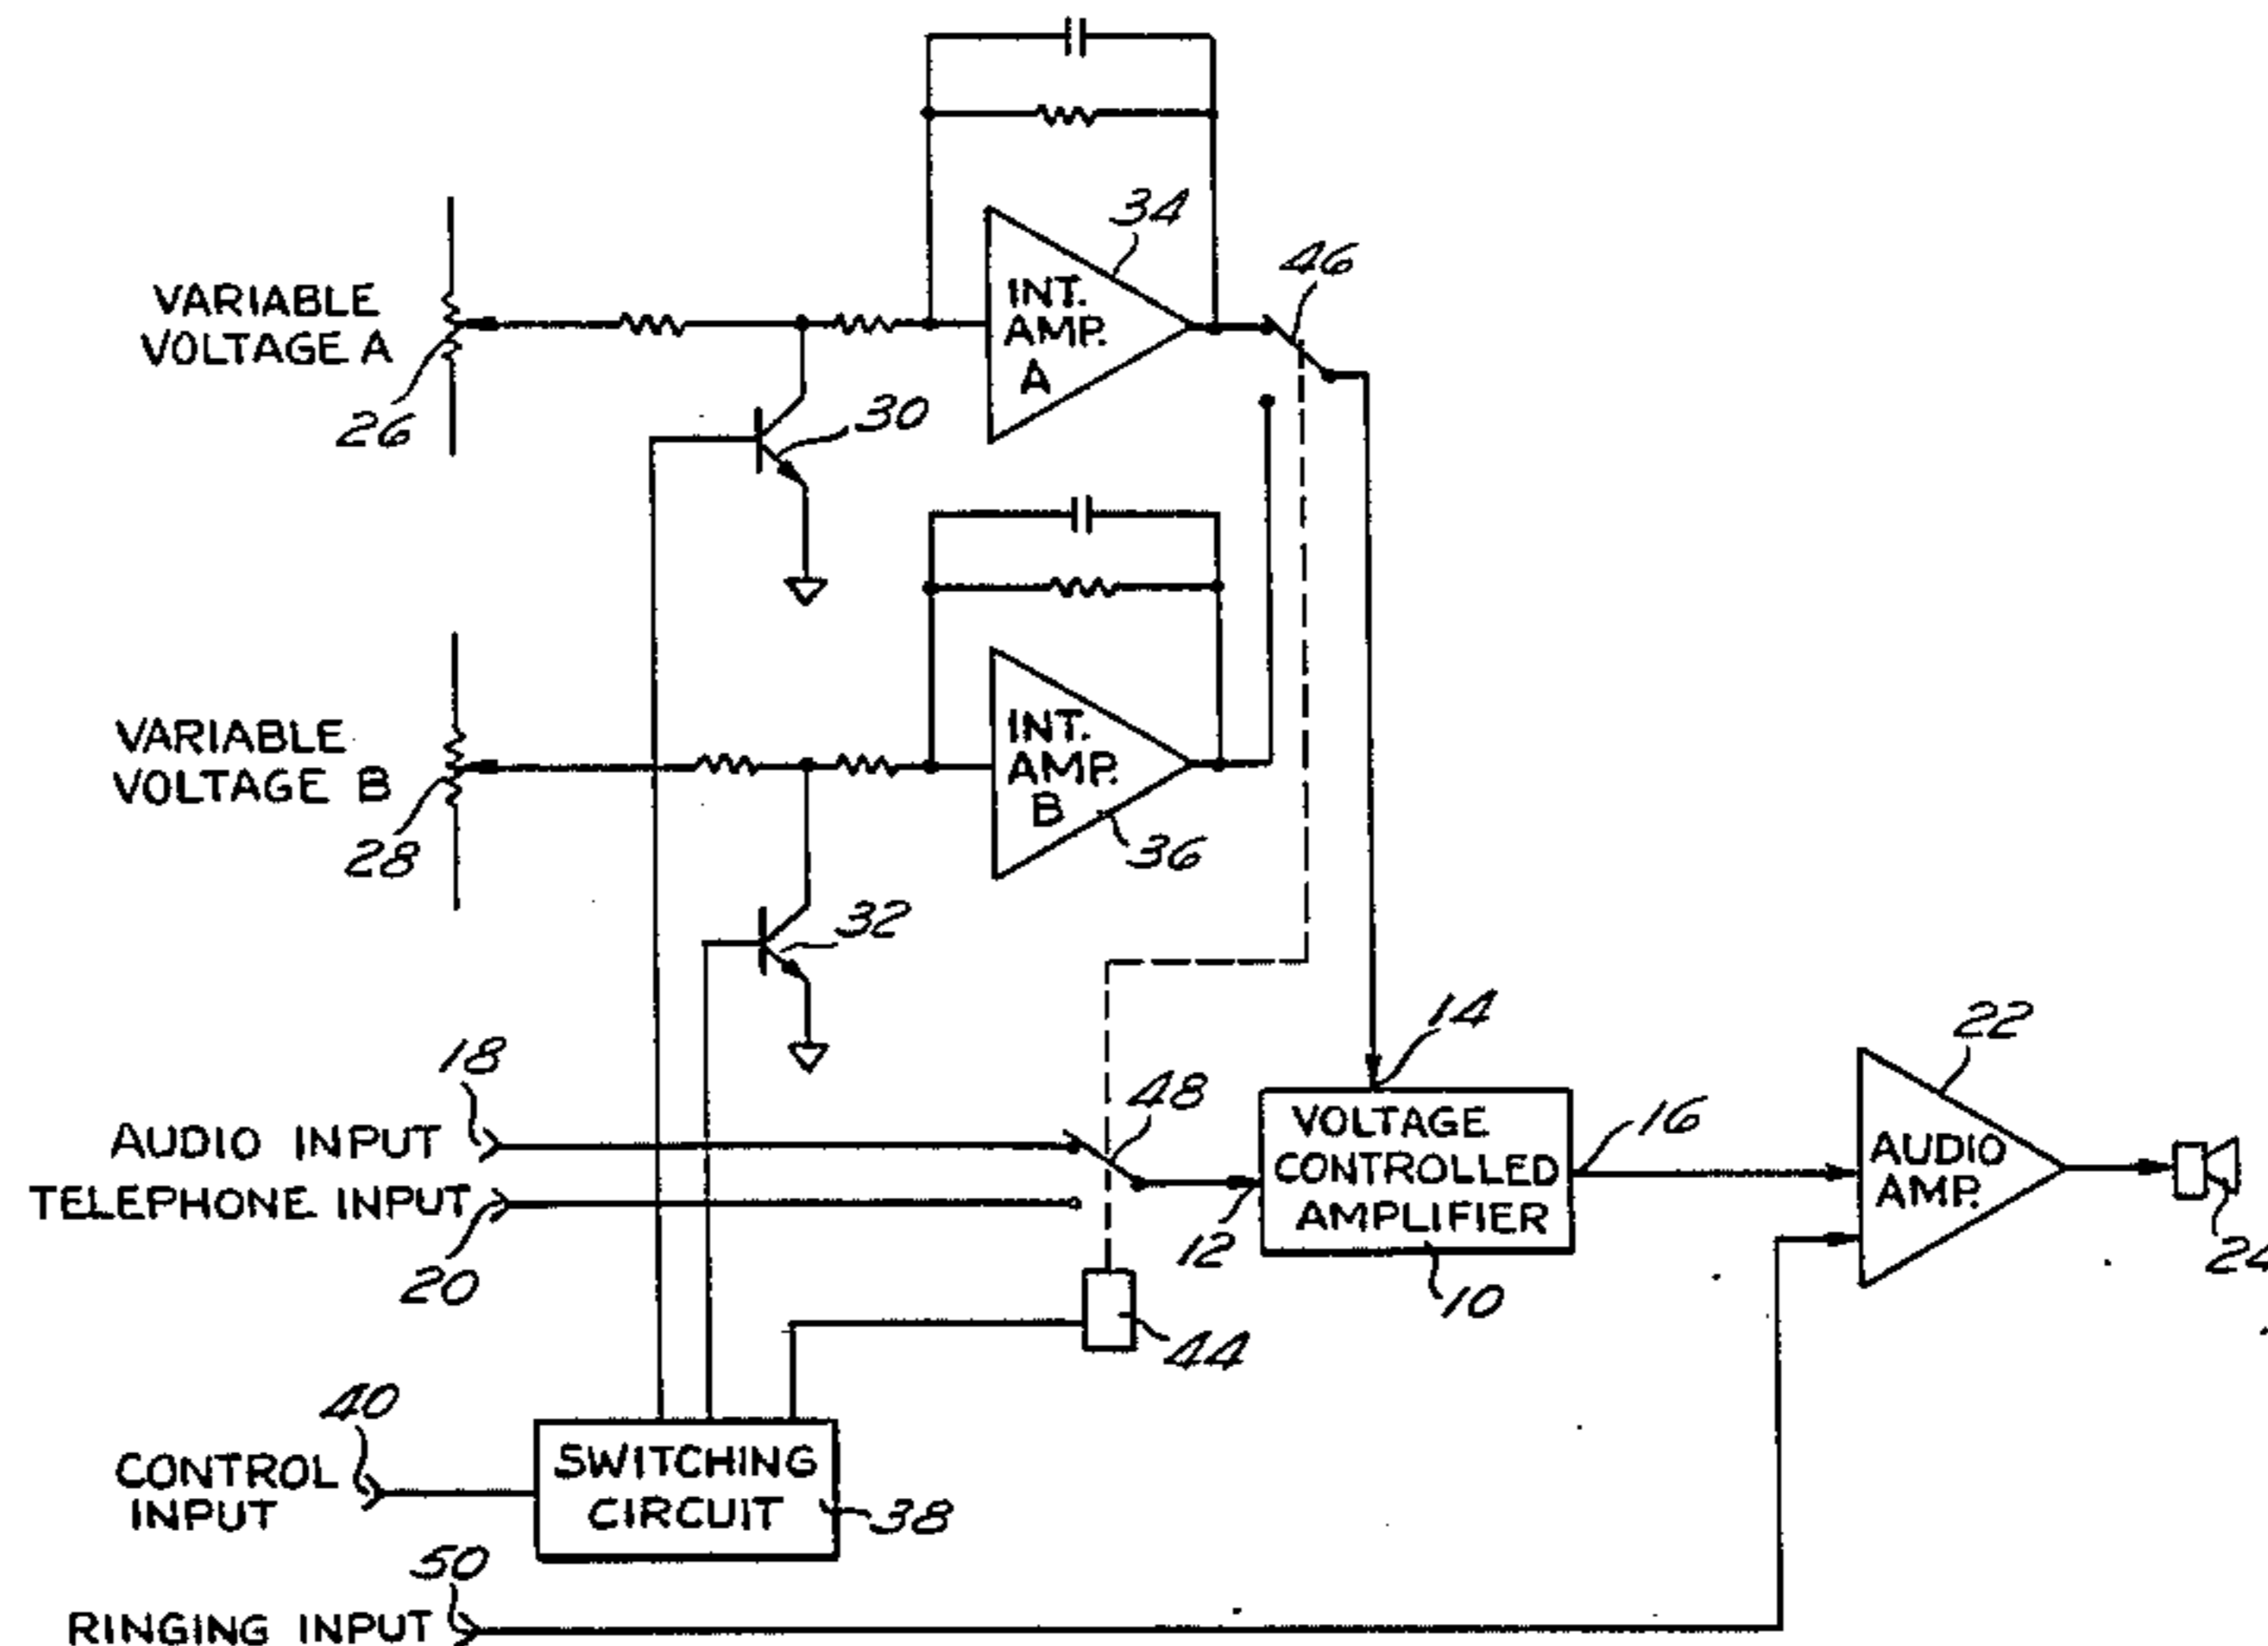 34
46
VARIABLE
VOLTAGE A
INT.
AMP.
A
26
30
VARIABLE
VOLTAGE B
INT.
AMP.
B
28
36
32
14
22
18
48
AUDIO INPUT
VOLTAGE
CONTROLLED
AMPLIFIER
16
AUDIO
AMP.
TELEPHONE INPUT
20
12
10
24
44
40
CONTROL
INPUT
SWITCHING
CIRCUIT
38
50
RINGING INPUT